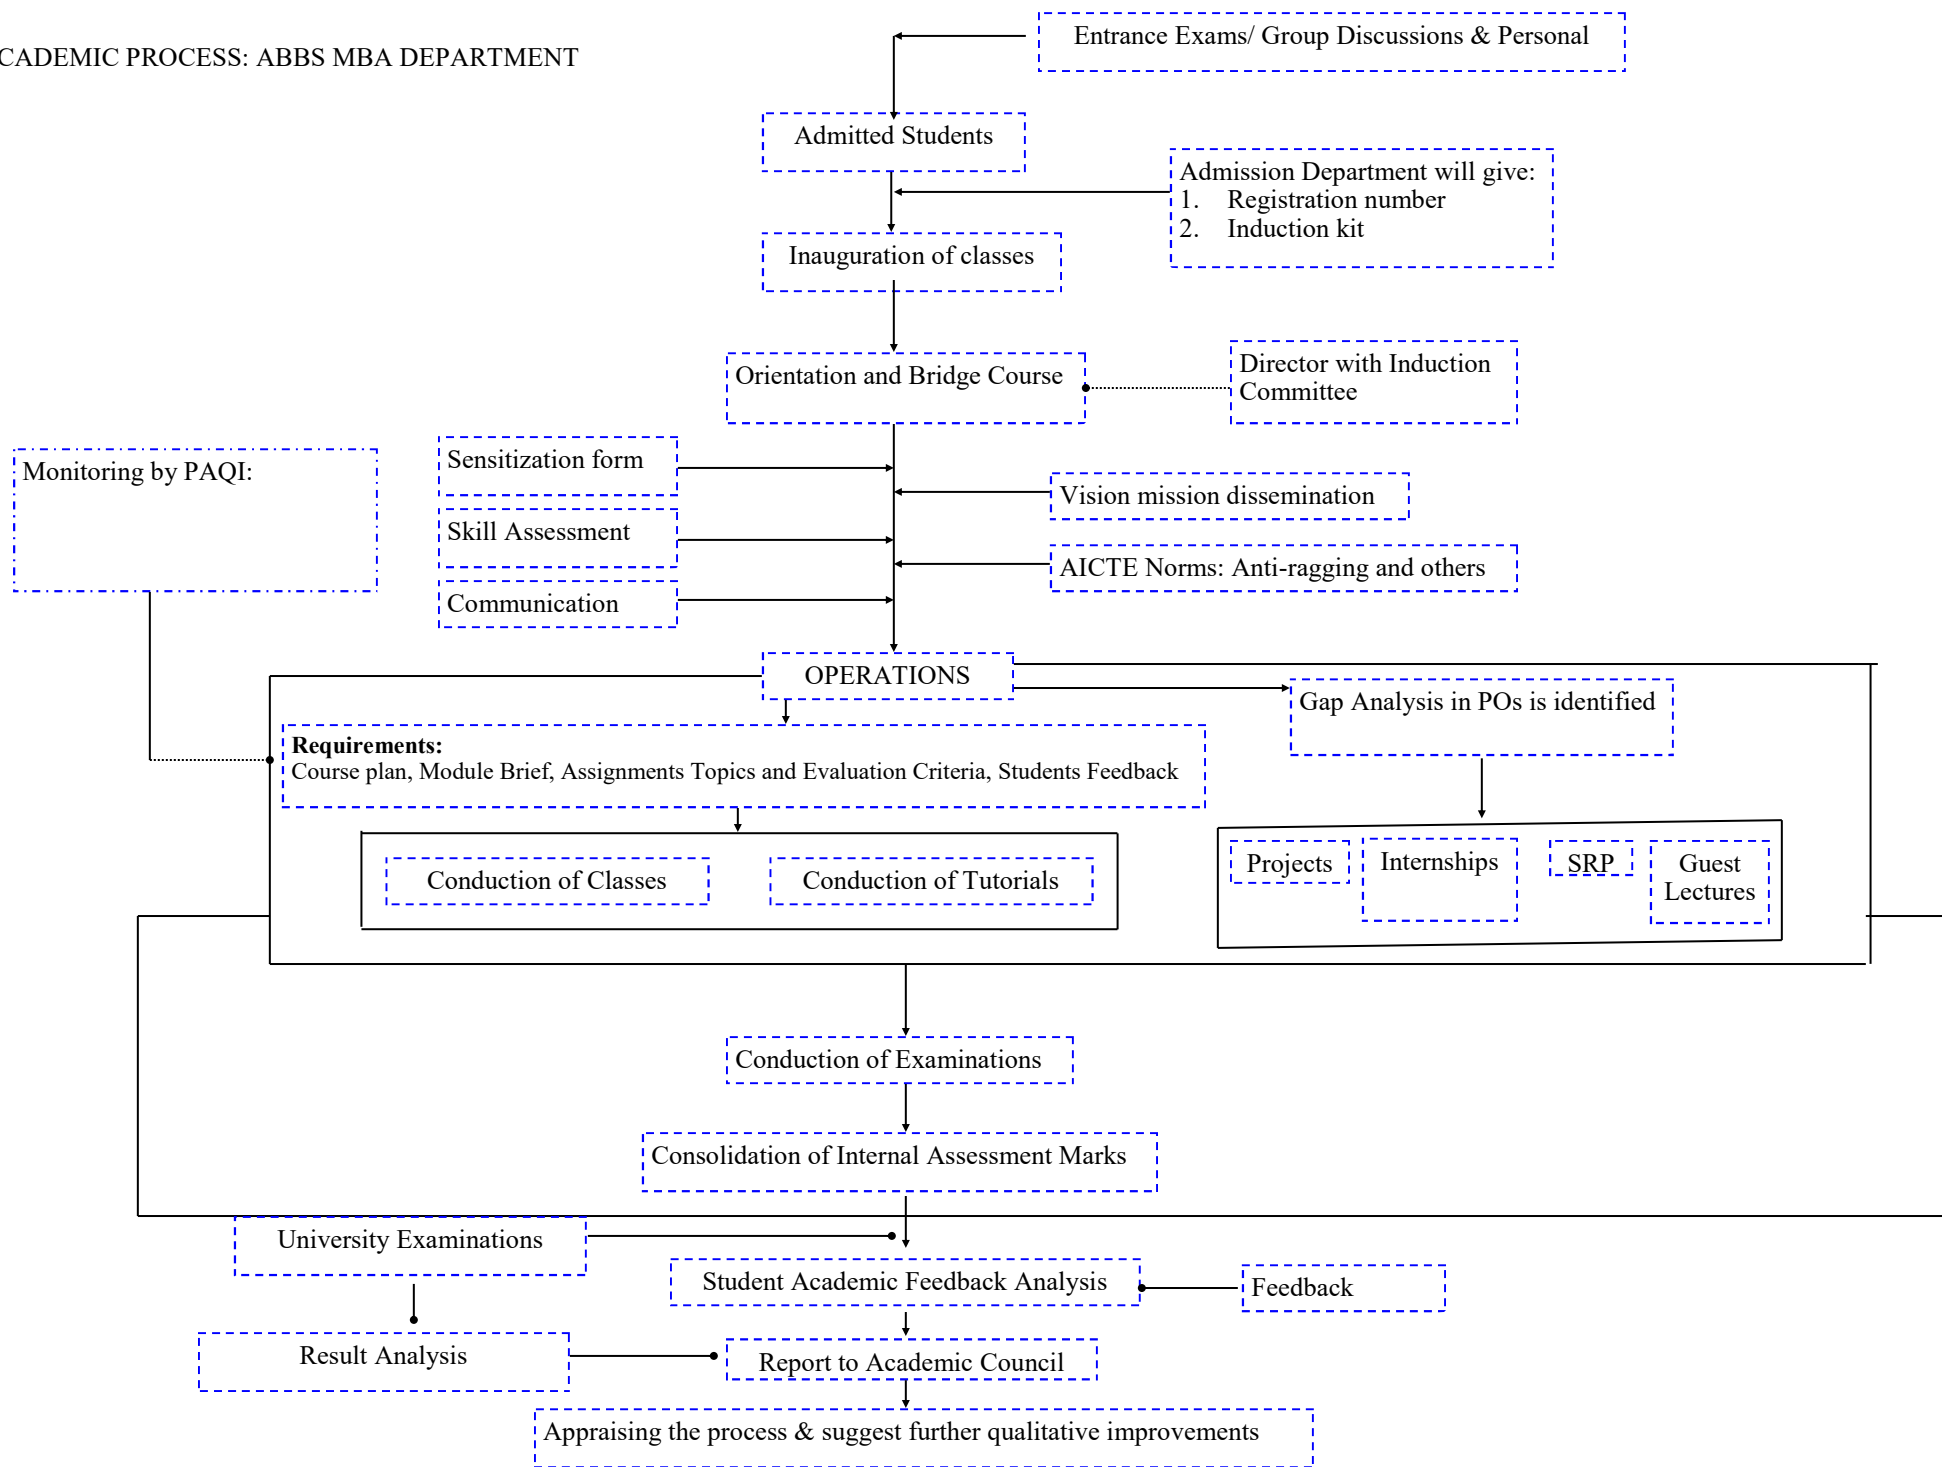 Entrance Exams/ Group Discussions & Personal
CADEMIC PROCESS: ABBS MBA DEPARTMENT
Admitted Students
Admission Department will give:
1. Registration number
2. Induction kit
Inauguration of classes
Orientation and Bridge Course
Director with Induction
Committee
Monitoring by PAQI:
Sensitization form
Vision mission dissemination
Skill Assessment
AICTE Norms: Anti-ragging and others
Communication
OPERATIONS
Gap Analysis in POs is identified
Requirements:
Course plan, Module Brief, Assignments Topics and Evaluation Criteria, Students Feedback
Conduction of Classes
Conduction of Tutorials
Projects
Internships
SRP
Guest
Lectures
Conduction of Examinations
Consolidation of Internal Assessment Marks
University Examinations
Student Academic Feedback Analysis
Feedback
Result Analysis
Report to Academic Council
Appraising the process & suggest further qualitative improvements